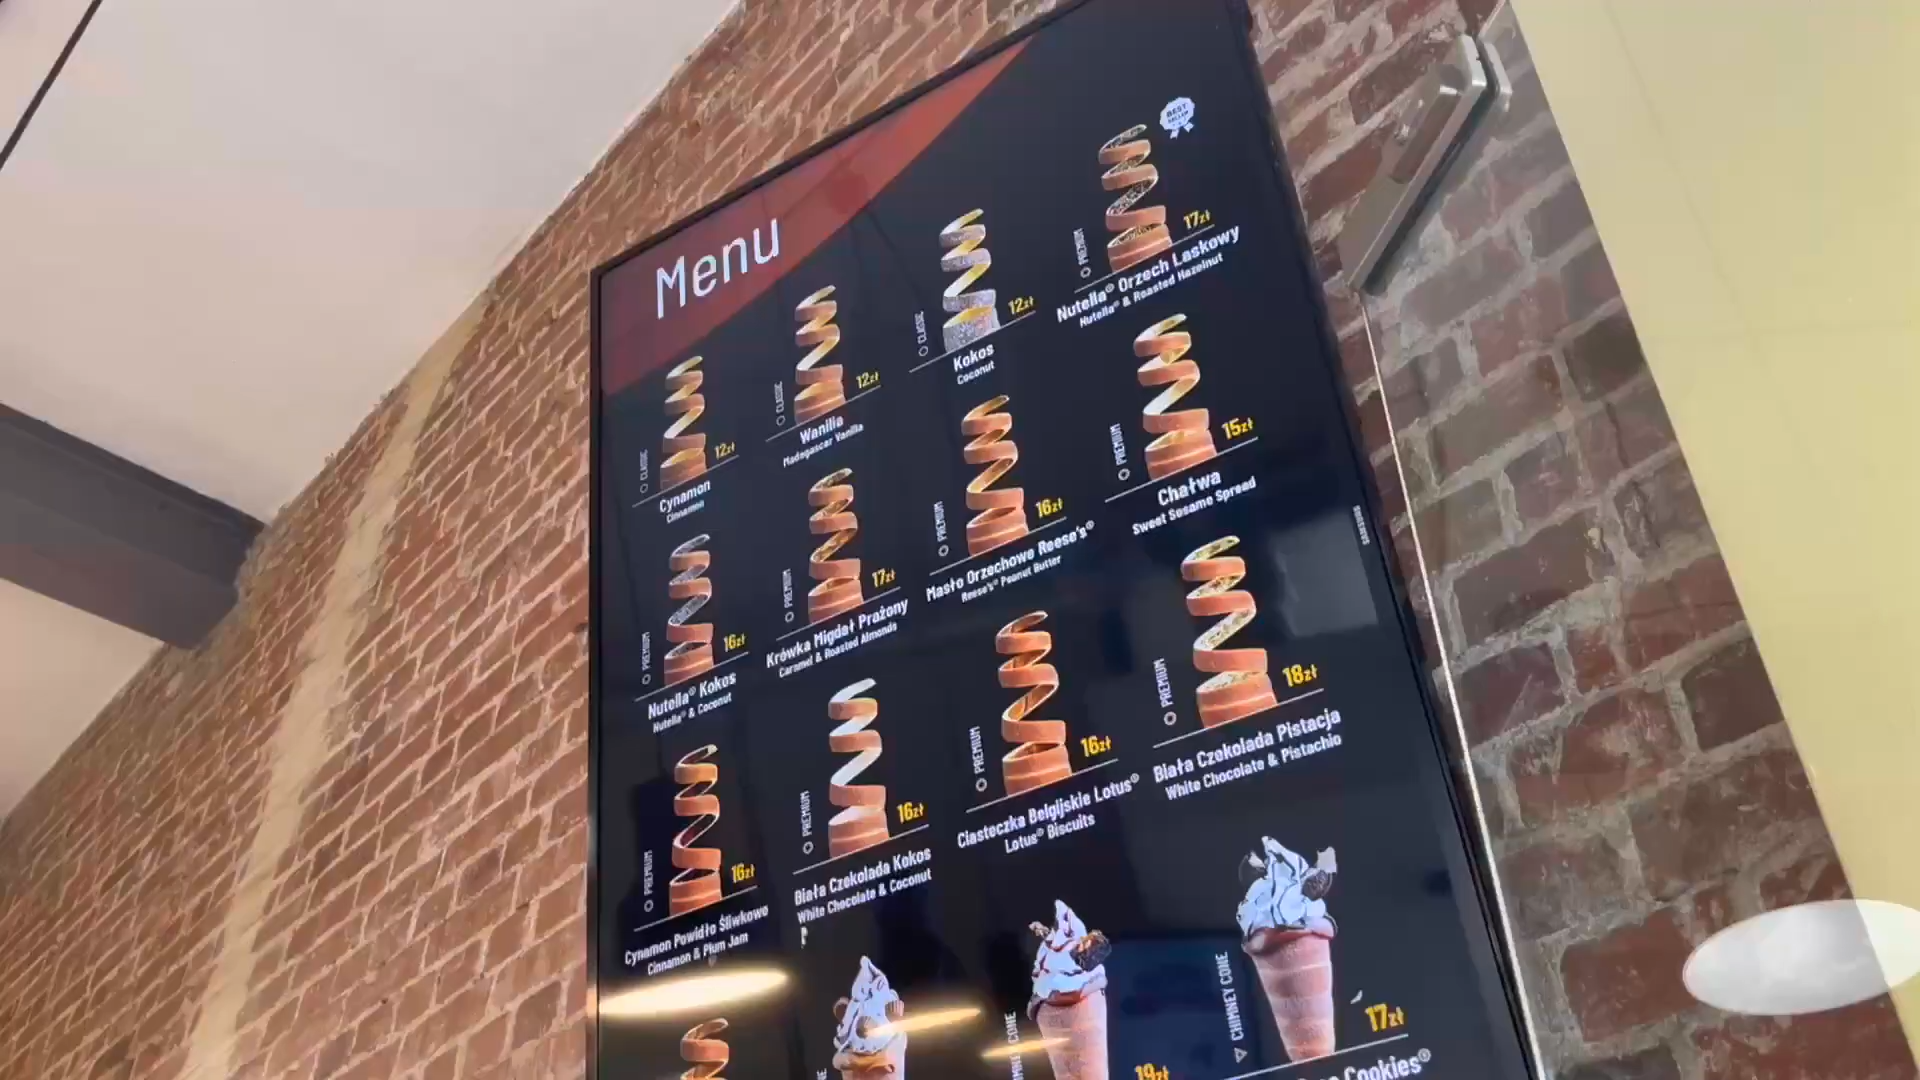 Menu
BEST
SELLER
CLASSIC
12zł
Cynamon
Cinnamon
CLASSIC
12zł
Wanilia
Madagascar Vanilla
CLASSIC
12zł
Kokos
Coconut
PREMIUM
17zł
Nutella® Orzech Laskowy
Nutella® & Roasted Hazelnut
PREMIUM
16zł
Nutella® Kokos
Nutella® & Coconut
PREMIUM
17zł
Krówka Migdał Prażony
Caramel & Roasted Almonds
PREMIUM
16zł
Masło Orzechowe Reese's®
Reese's® Peanut Butter
PREMIUM
15zł
Chałwa
Sweet Sesame Spread
SAMSUNG
PREMIUM
16zł
Cynamon Powidło Śliwkowe
Cinnamon & Plum Jam
PREMIUM
16zł
Biała Czekolada Kokos
White Chocolate & Coconut
PREMIUM
16zł
Ciasteczka Belgijskie Lotus®
Lotus® Biscuits
PREMIUM
18zł
Biała Czekolada Pistacja
White Chocolate & Pistachio
CONE
19zł
CHIMNEY CONE
17zł
Cookies®